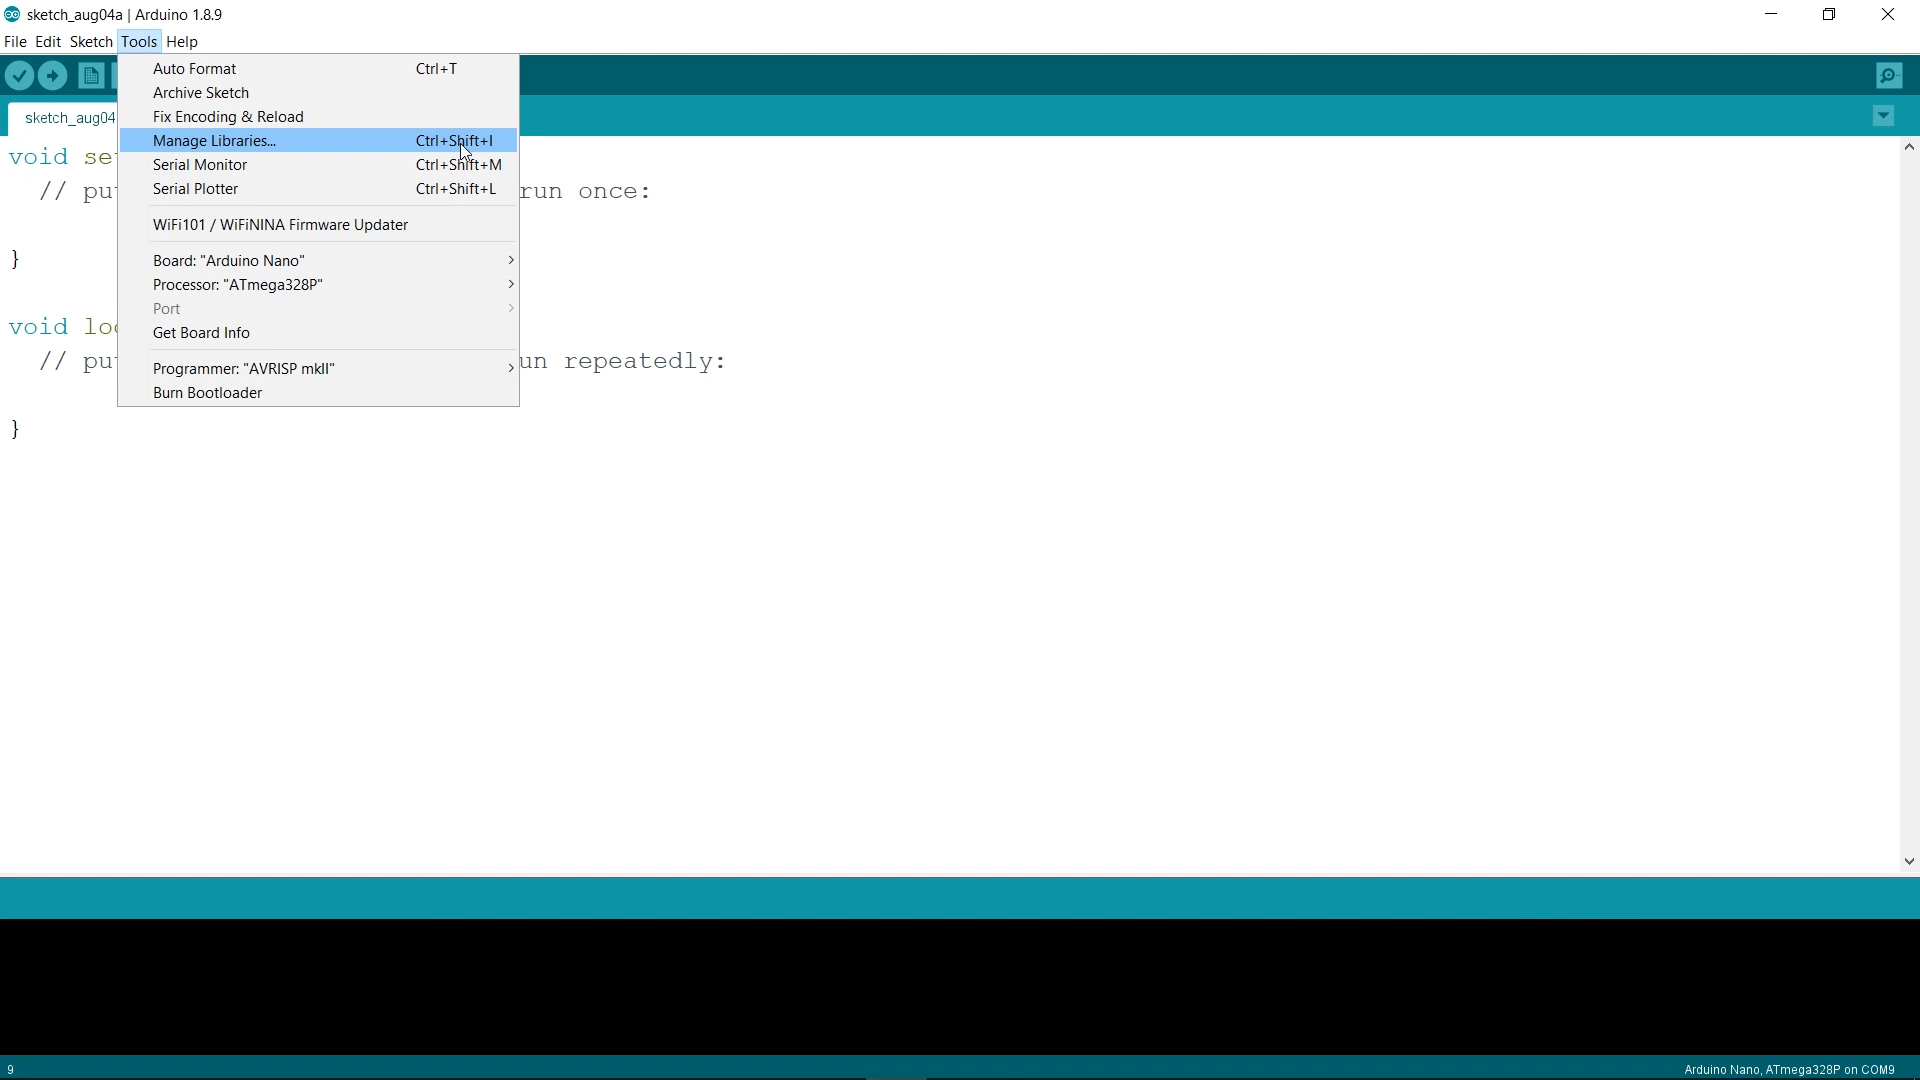 sketch_aug04a | Arduino 1.8.9
File Edit Sketch Tools Help
Auto Format Ctrl+T
Archive Sketch
Fix Encoding & Reload
sketch_aug04
Manage Libraries... Ctrl+Shift+I
void se
Serial Monitor Ctrl+Shift+M
Serial Plotter Ctrl+Shift+L
// pu run once:
WiFi101 / WiFiNINA Firmware Updater
}
Board: "Arduino Nano"
Processor: "ATmega328P"
Port
void lo
Get Board Info
// pu un repeatedly:
Programmer: "AVRISP mkII"
Burn Bootloader
}
9
Arduino Nano, ATmega328P on COM9